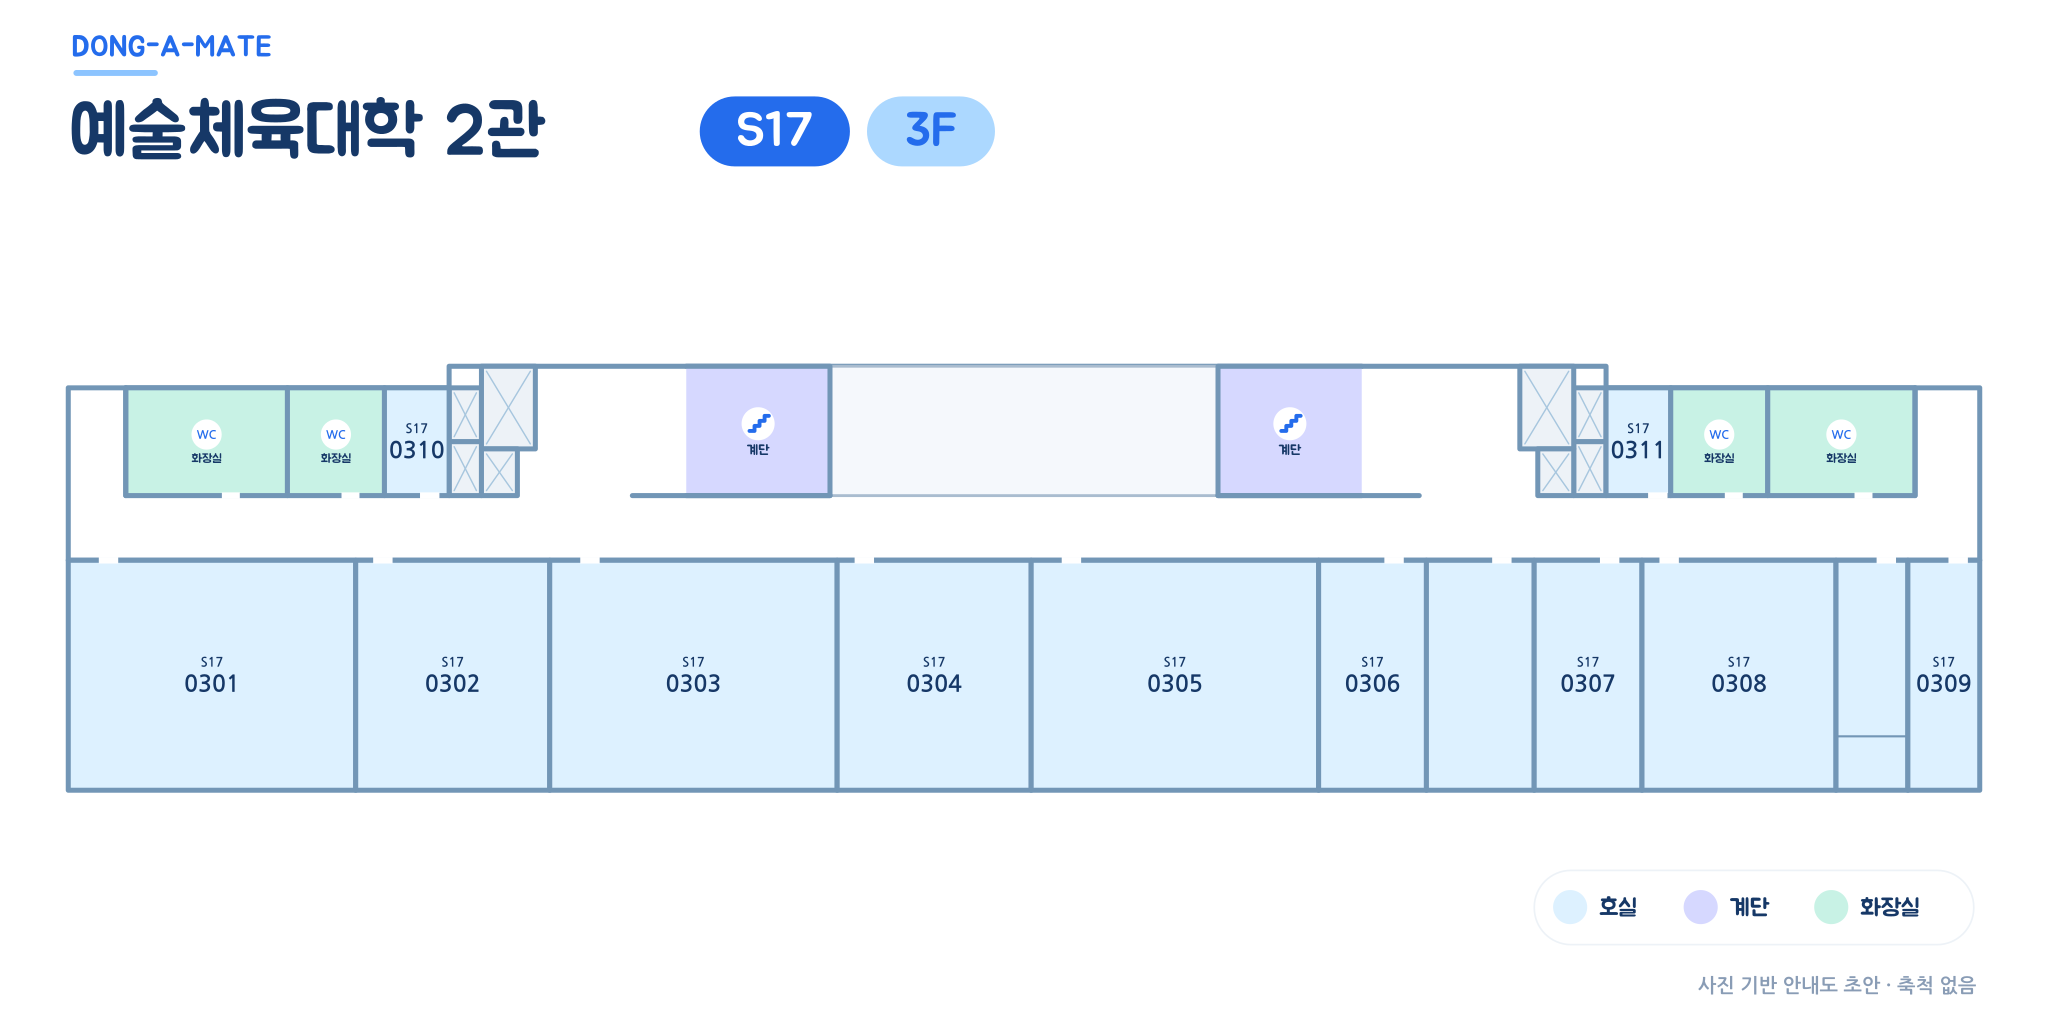 DONG-A-MATE
예술체육대학 2관
S17
3F
WC
화장실
WC
화장실
S17
0310
계단
계단
S17
0311
WC
화장실
WC
화장실
S17
0301
S17
0302
S17
0303
S17
0304
S17
0305
S17
0306
S17
0307
S17
0308
S17
0309
호실
계단
화장실
사진 기반 안내도 초안 · 축척 없음